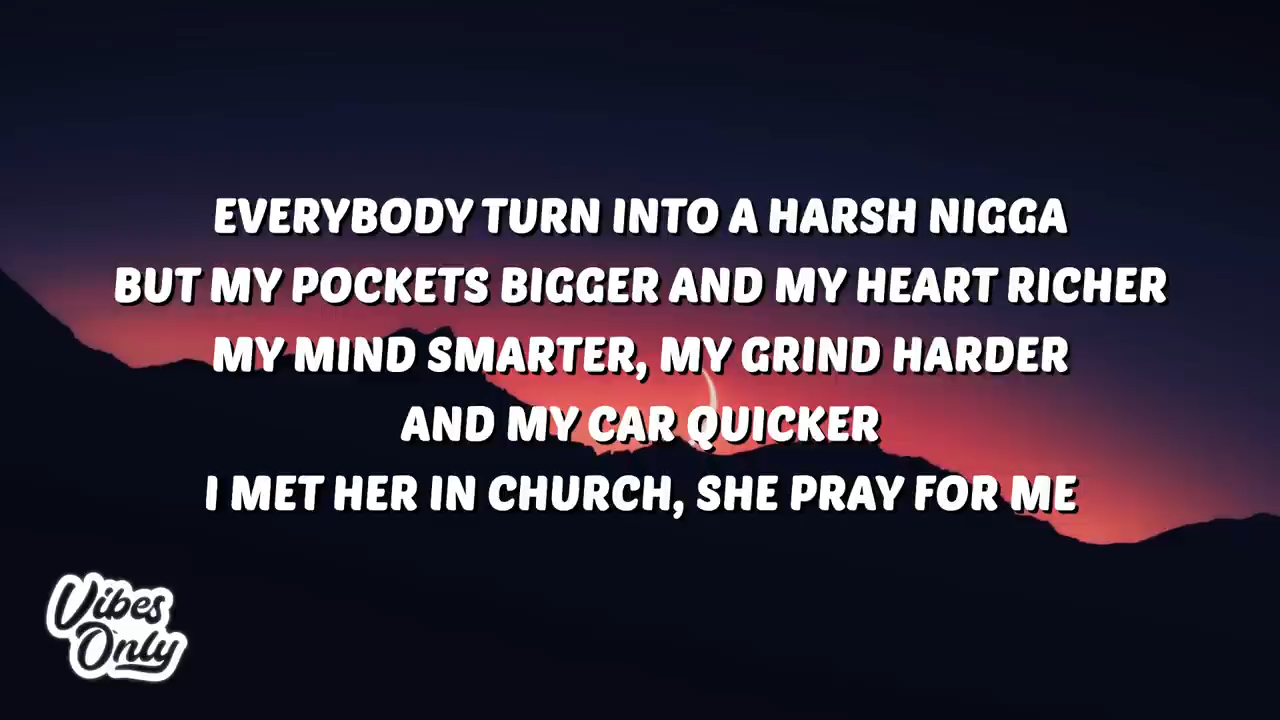 EVERYBODY TURN INTO A HARSH NIGGA
BUT MY POCKETS BIGGER AND MY HEART RICHER
MY MIND SMARTER, MY GRIND HARDER
AND MY CAR QUICKER
I MET HER IN CHURCH, SHE PRAY FOR ME
Vibes
Only